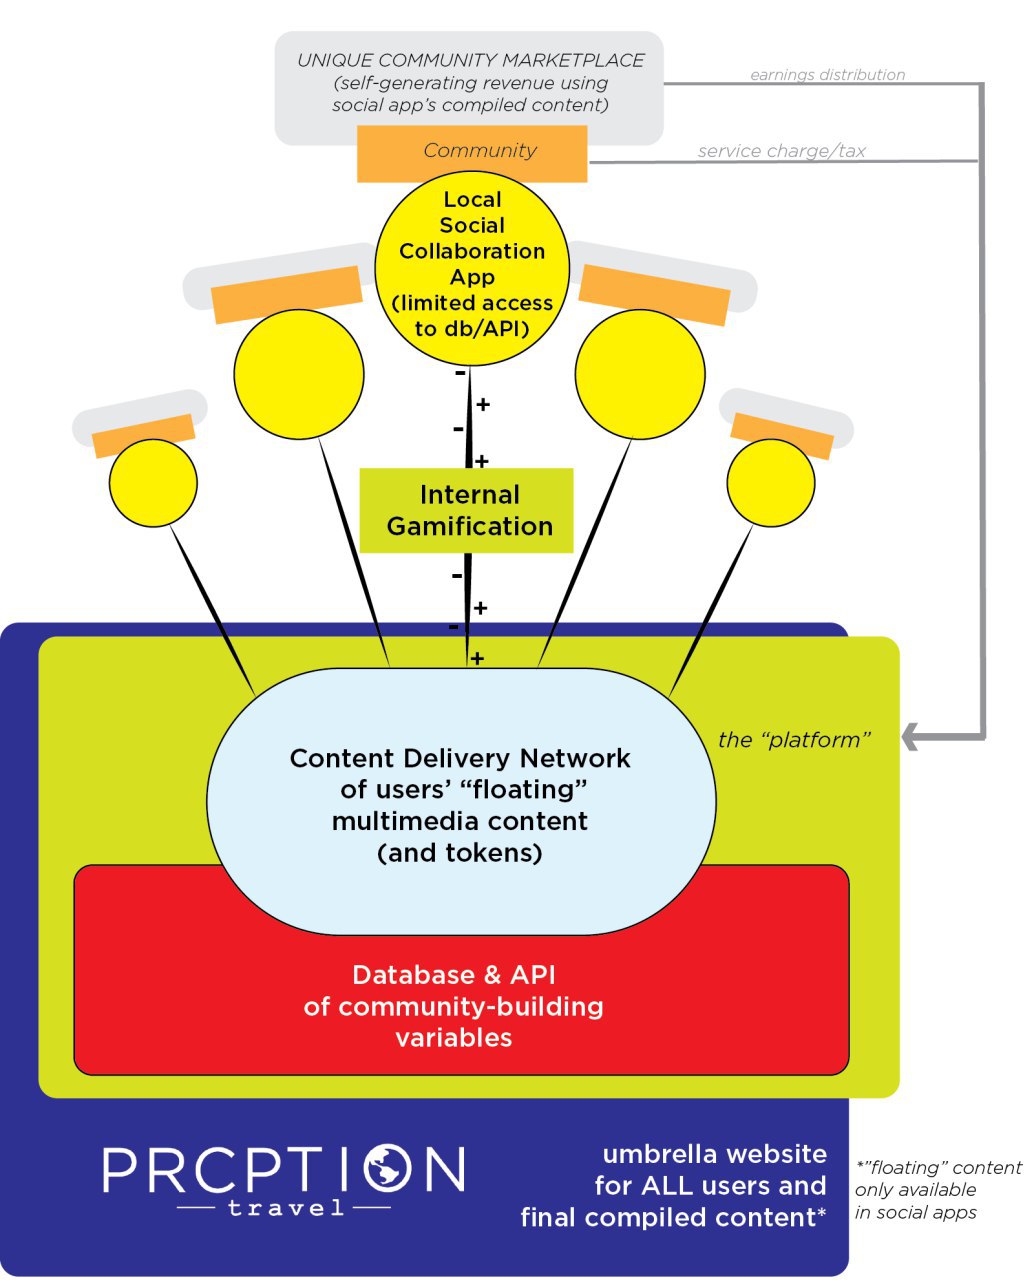 UNIQUE COMMUNITY MARKETPLACE
(self-generating revenue using
social app's compiled content)
earnings distribution
Community
service charge/tax
Local
Social
Collaboration
App
(limited access
to db/API)
-
+
-
+
Internal
Gamification
-
+
-
+
the “platform”
Content Delivery Network
of users’ “floating”
multimedia content
(and tokens)
Database & API
of community-building
variables
PRCPTION
travel
umbrella website
for ALL users and
final compiled content*
*”floating” content
only available
in social apps